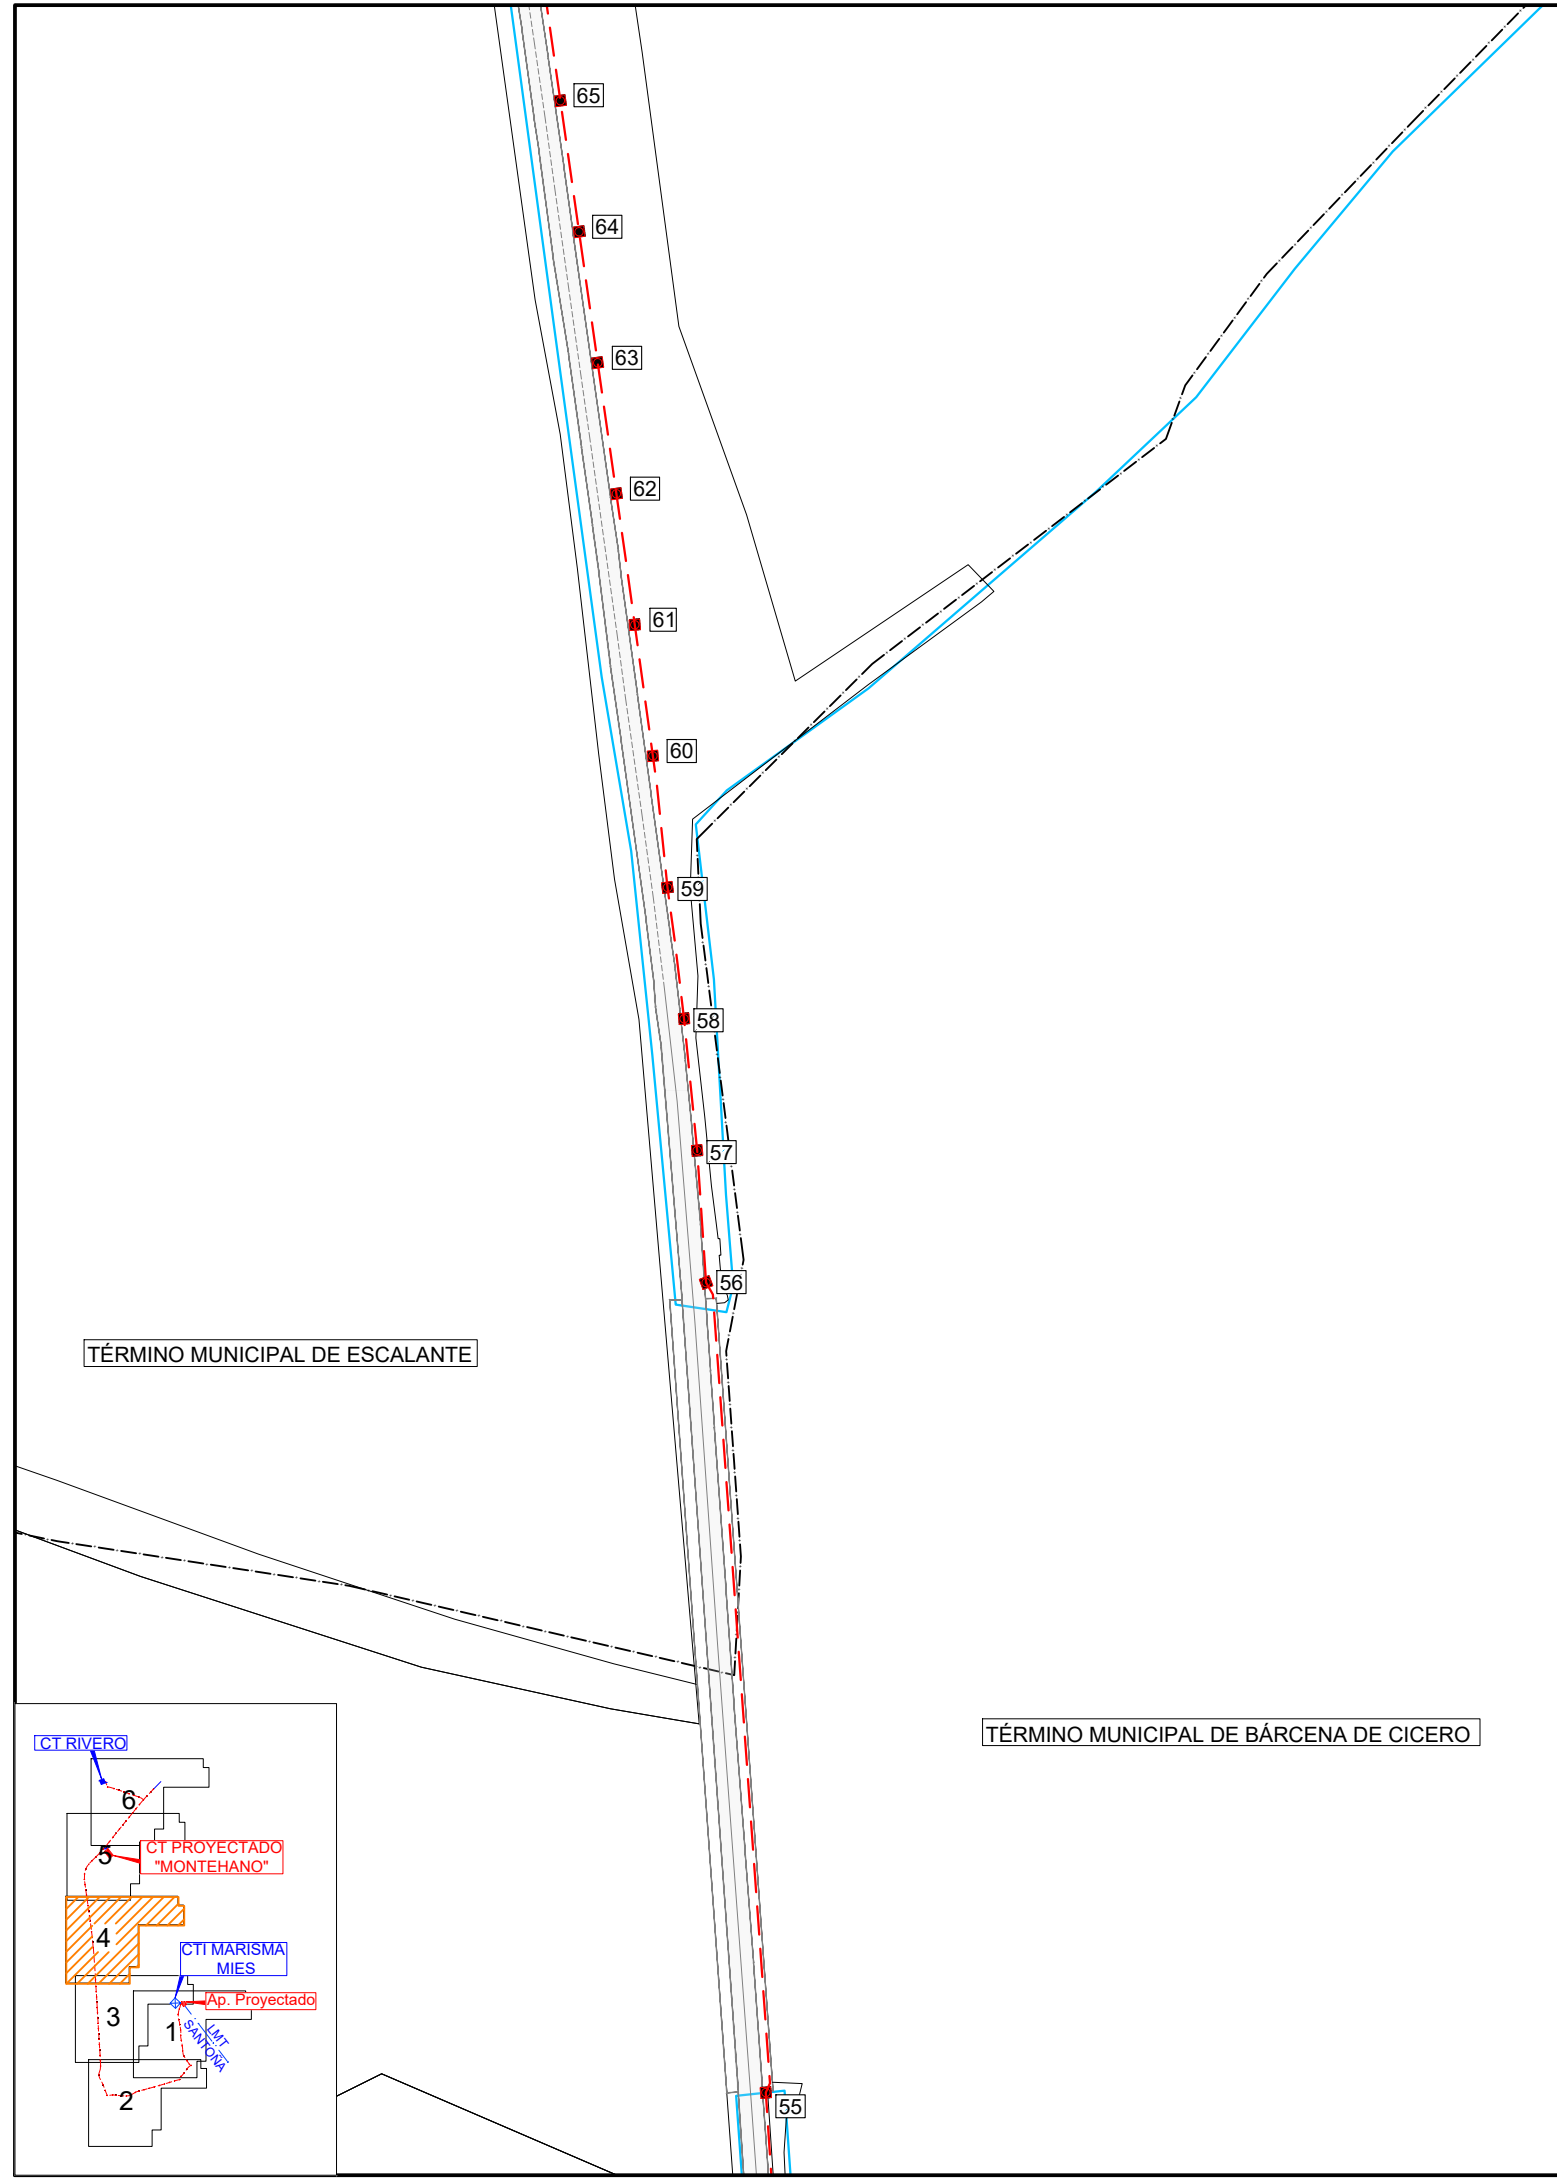 65
64
63
62
61
60
59
58
57
56
TÉRMINO MUNICIPAL DE ESCALANTE
TÉRMINO MUNICIPAL DE BÁRCENA DE CICERO
55
CT RIVERO
6
5
CT PROYECTADO
"MONTEHANO"
4
CTI MARISMA
MIES
Ap. Proyectado
3
1
LMT
SANTOÑA
2